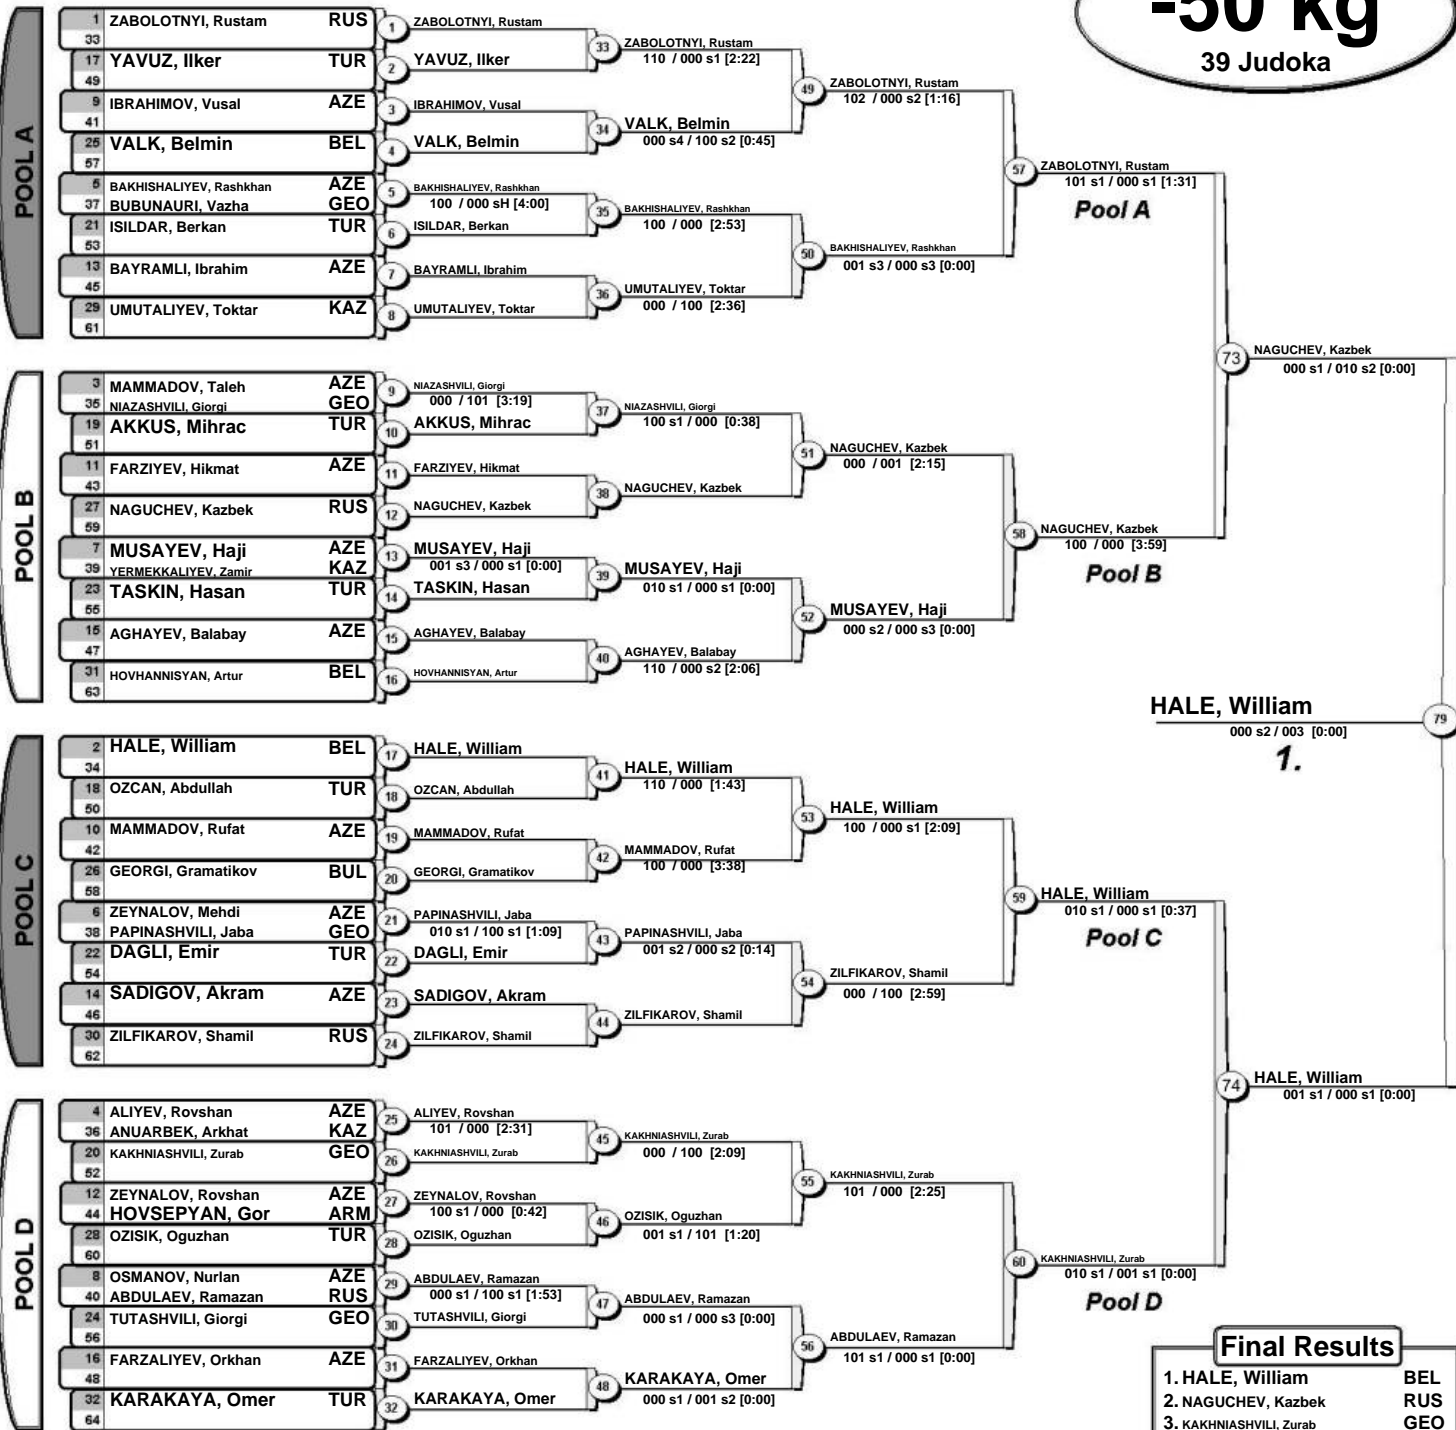 -50 kg
39 Judoka
POOL A
1 ZABOLOTNYI, Rustam RUS
33
17 YAVUZ, Ilker TUR
49
9 IBRAHIMOV, Vusal AZE
41
25 VALK, Belmin BEL
57
5 BAKHISHALIYEV, Rashkhan AZE
37 BUBUNAURI, Vazha GEO
21 ISILDAR, Berkan TUR
53
13 BAYRAMLI, Ibrahim AZE
45
29 UMUTALIYEV, Toktar KAZ
61
1 ZABOLOTNYI, Rustam
2 YAVUZ, Ilker
3 IBRAHIMOV, Vusal
4 VALK, Belmin
5 BAKHISHALIYEV, Rashkhan
100 / 000 sH [4:00]
6 ISILDAR, Berkan
7 BAYRAMLI, Ibrahim
8 UMUTALIYEV, Toktar
33 ZABOLOTNYI, Rustam
110 / 000 s1 [2:22]
34 VALK, Belmin
000 s4 / 100 s2 [0:45]
35 BAKHISHALIYEV, Rashkhan
100 / 000 [2:53]
36 UMUTALIYEV, Toktar
000 / 100 [2:36]
49 ZABOLOTNYI, Rustam
102 / 000 s2 [1:16]
50 BAKHISHALIYEV, Rashkhan
001 s3 / 000 s3 [0:00]
57 ZABOLOTNYI, Rustam
101 s1 / 000 s1 [1:31]
Pool A
POOL B
3 MAMMADOV, Taleh AZE
35 NIAZASHVILI, Giorgi GEO
19 AKKUS, Mihrac TUR
51
11 FARZIYEV, Hikmat AZE
43
27 NAGUCHEV, Kazbek RUS
59
7 MUSAYEV, Haji AZE
39 YERMEKKALIYEV, Zamir KAZ
23 TASKIN, Hasan TUR
55
15 AGHAYEV, Balabay AZE
47
31 HOVHANNISYAN, Artur BEL
63
9 NIAZASHVILI, Giorgi
000 / 101 [3:19]
10 AKKUS, Mihrac
11 FARZIYEV, Hikmat
12 NAGUCHEV, Kazbek
13 MUSAYEV, Haji
001 s3 / 000 s1 [0:00]
14 TASKIN, Hasan
15 AGHAYEV, Balabay
16 HOVHANNISYAN, Artur
37 NIAZASHVILI, Giorgi
100 s1 / 000 [0:38]
38 NAGUCHEV, Kazbek
39 MUSAYEV, Haji
010 s1 / 000 s1 [0:00]
40 AGHAYEV, Balabay
110 / 000 s2 [2:06]
51 NAGUCHEV, Kazbek
000 / 001 [2:15]
52 MUSAYEV, Haji
000 s2 / 000 s3 [0:00]
58 NAGUCHEV, Kazbek
100 / 000 [3:59]
Pool B
73 NAGUCHEV, Kazbek
000 s1 / 010 s2 [0:00]
HALE, William 79
000 s2 / 003 [0:00]
1.
POOL C
2 HALE, William BEL
34
18 OZCAN, Abdullah TUR
50
10 MAMMADOV, Rufat AZE
42
26 GEORGI, Gramatikov BUL
58
6 ZEYNALOV, Mehdi AZE
38 PAPINASHVILI, Jaba GEO
22 DAGLI, Emir TUR
54
14 SADIGOV, Akram AZE
46
30 ZILFIKAROV, Shamil RUS
62
17 HALE, William
18 OZCAN, Abdullah
19 MAMMADOV, Rufat
20 GEORGI, Gramatikov
21 PAPINASHVILI, Jaba
010 s1 / 100 s1 [1:09]
22 DAGLI, Emir
23 SADIGOV, Akram
24 ZILFIKAROV, Shamil
41 HALE, William
110 / 000 [1:43]
42 MAMMADOV, Rufat
100 / 000 [3:38]
43 PAPINASHVILI, Jaba
001 s2 / 000 s2 [0:14]
44 ZILFIKAROV, Shamil
53 HALE, William
100 / 000 s1 [2:09]
54 ZILFIKAROV, Shamil
000 / 100 [2:59]
59 HALE, William
010 s1 / 000 s1 [0:37]
Pool C
74 HALE, William
001 s1 / 000 s1 [0:00]
POOL D
4 ALIYEV, Rovshan AZE
36 ANUARBEK, Arkhat KAZ
20 KAKHNIASHVILI, Zurab GEO
52
12 ZEYNALOV, Rovshan AZE
44 HOVSEPYAN, Gor ARM
28 OZISIK, Oguzhan TUR
60
8 OSMANOV, Nurlan AZE
40 ABDULAEV, Ramazan RUS
24 TUTASHVILI, Giorgi GEO
56
16 FARZALIYEV, Orkhan AZE
48
32 KARAKAYA, Omer TUR
64
25 ALIYEV, Rovshan
101 / 000 [2:31]
26 KAKHNIASHVILI, Zurab
27 ZEYNALOV, Rovshan
100 s1 / 000 [0:42]
28 OZISIK, Oguzhan
29 ABDULAEV, Ramazan
000 s1 / 100 s1 [1:53]
30 TUTASHVILI, Giorgi
31 FARZALIYEV, Orkhan
32 KARAKAYA, Omer
45 KAKHNIASHVILI, Zurab
000 / 100 [2:09]
46 OZISIK, Oguzhan
001 s1 / 101 [1:20]
47 ABDULAEV, Ramazan
000 s1 / 000 s3 [0:00]
48 KARAKAYA, Omer
000 s1 / 001 s2 [0:00]
55 KAKHNIASHVILI, Zurab
101 / 000 [2:25]
56 ABDULAEV, Ramazan
101 s1 / 000 s1 [0:00]
60 KAKHNIASHVILI, Zurab
010 s1 / 001 s1 [0:00]
Pool D
Final Results
1. HALE, William BEL
2. NAGUCHEV, Kazbek RUS
3. KAKHNIASHVILI, Zurab GEO